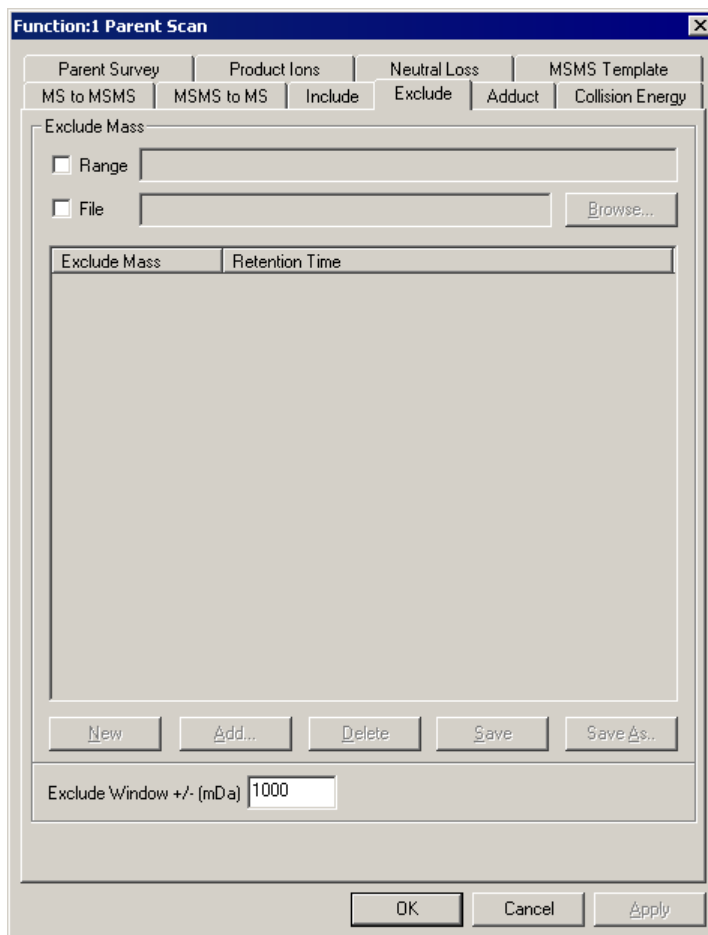 Function:1 Parent Scan
Parent Survey Product Ions Neutral Loss MSMS Template
MS to MSMS MSMS to MS Include Exclude Adduct Collision Energy
Exclude Mass
Range
File Browse...
Exclude Mass Retention Time
New Add... Delete Save Save As..
Exclude Window +/- (mDa) 1000
OK Cancel Apply